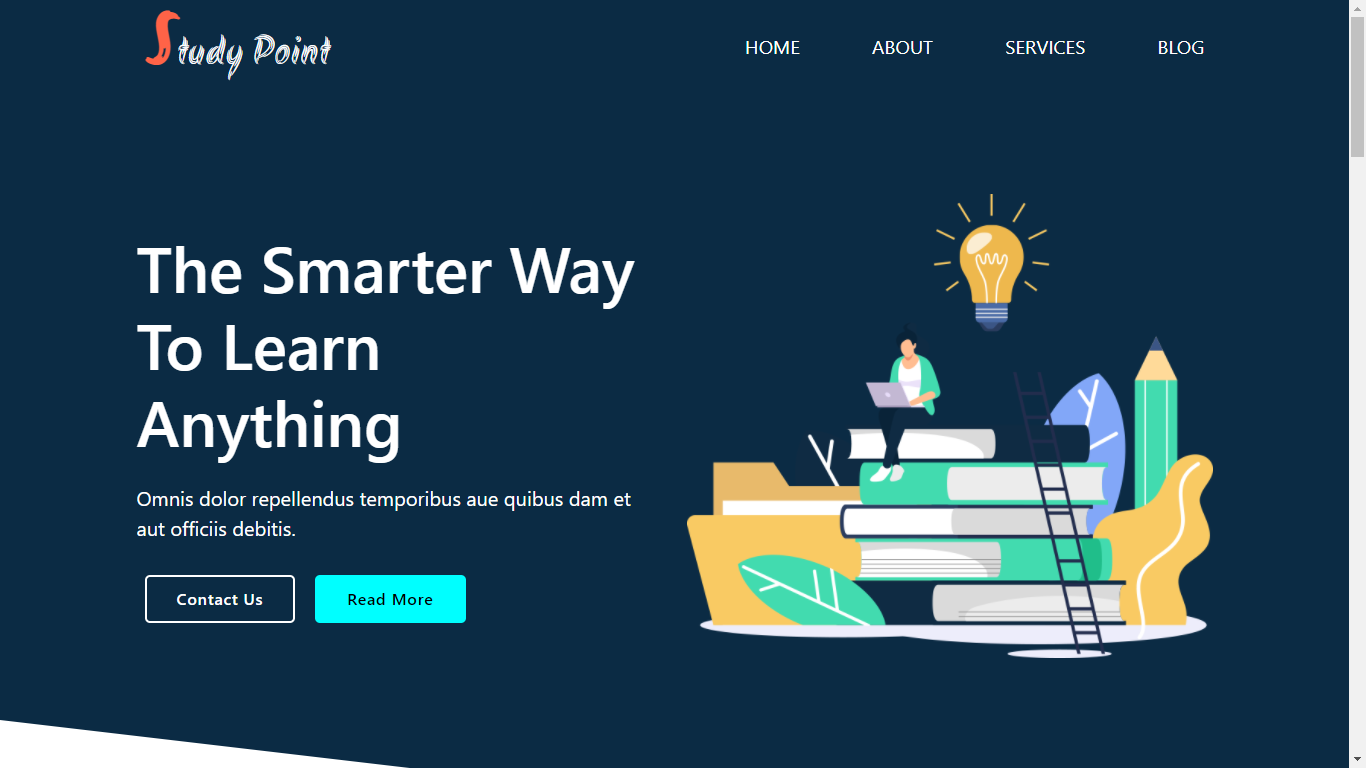 Study Point
HOME
ABOUT
SERVICES
BLOG
The Smarter Way
To Learn
Anything
Omnis dolor repellendus temporibus aue quibus dam et
aut officiis debitis.
Contact Us
Read More